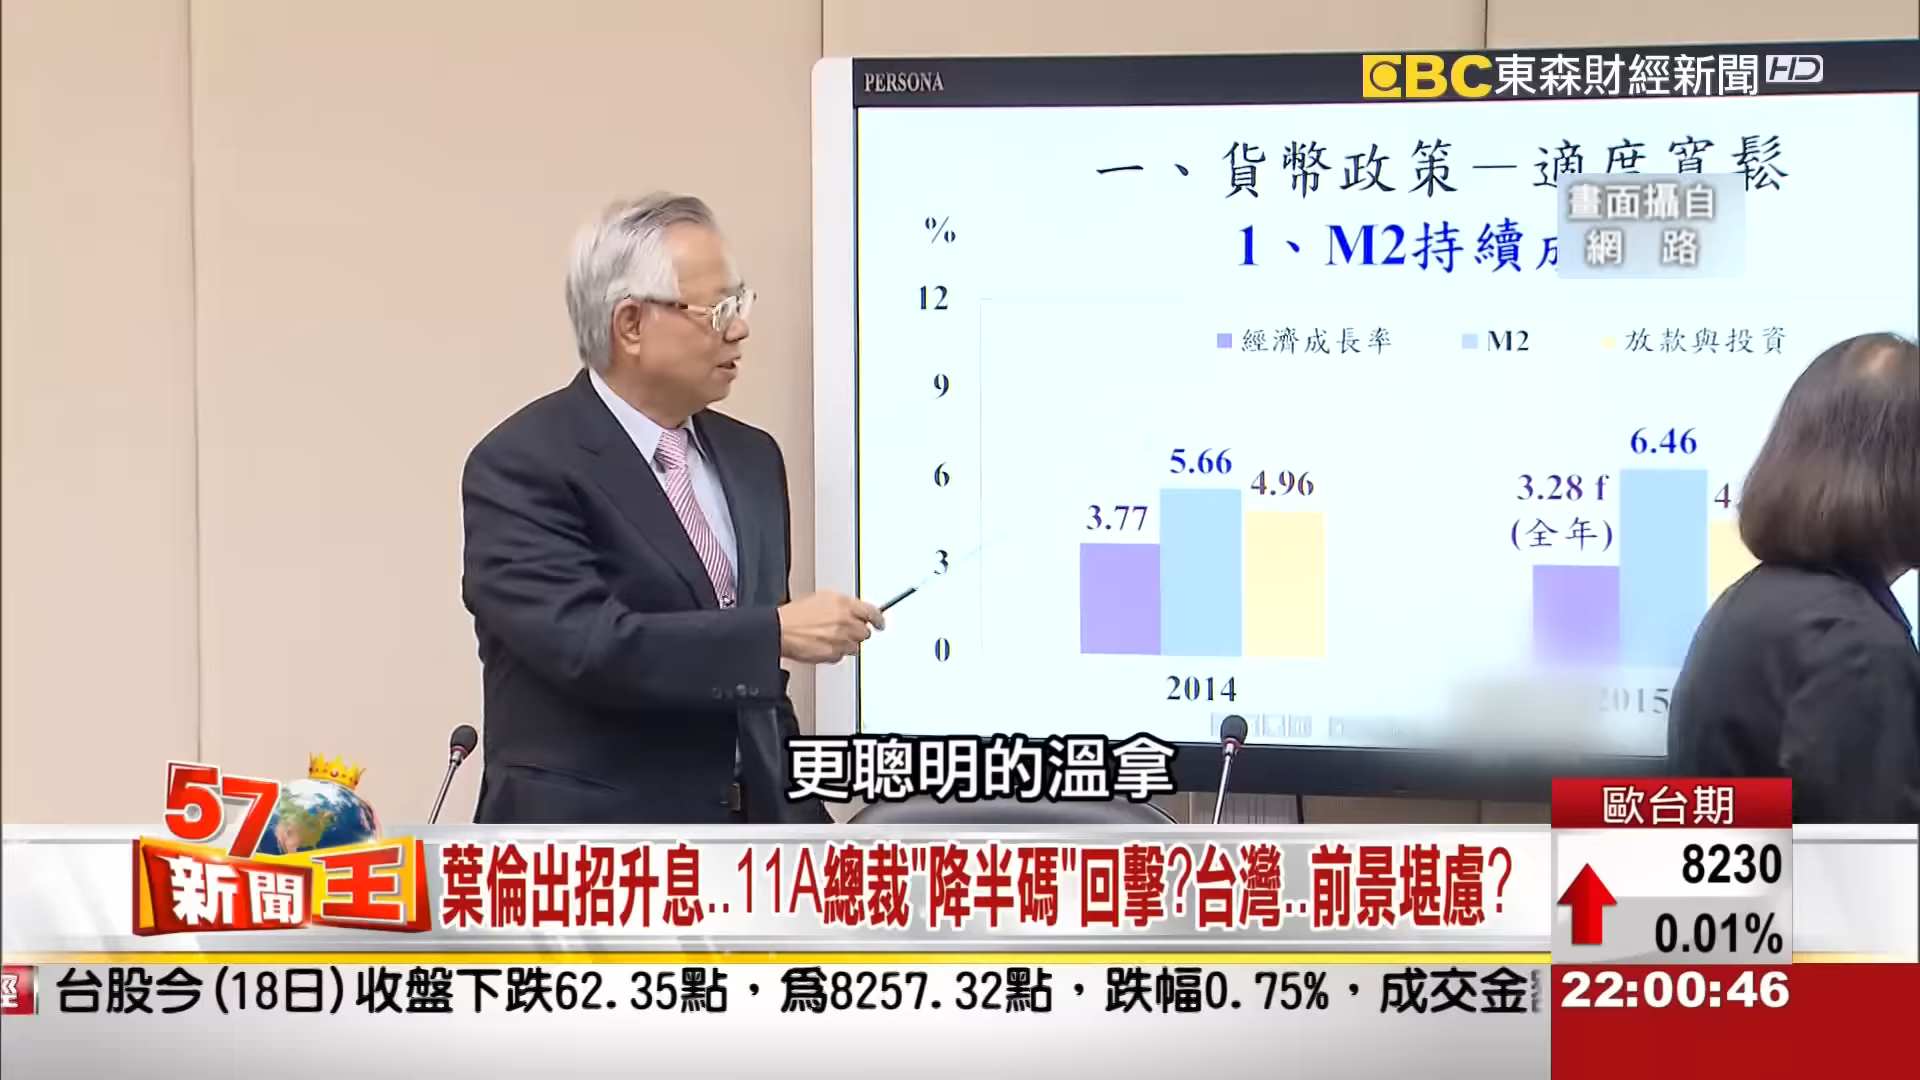 PERSONA
EBC東森財經新聞HD
一、貨幣政策－適度寬鬆
畫面攝自
網 路
1、M2持續成
%
12
9
6
3
0
經濟成長率 M2 放款與投資
3.77
5.66
4.96
3.28 f
(全年)
6.46
4.
2014
2015
更聰明的溫拿
57
新聞王
葉倫出招升息..11A總裁"降半碼"回擊?台灣..前景堪慮?
歐台期
8230
0.01%
22:00:46
經 台股今(18日)收盤下跌62.35點，為8257.32點，跌幅0.75%，成交金